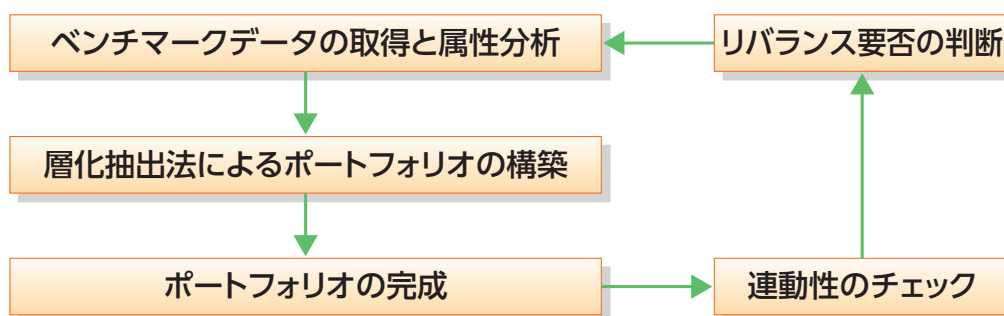 ベンチマークデータの取得と属性分析
リバランス要否の判断
層化抽出法によるポートフォリオの構築
ポートフォリオの完成
連動性のチェック